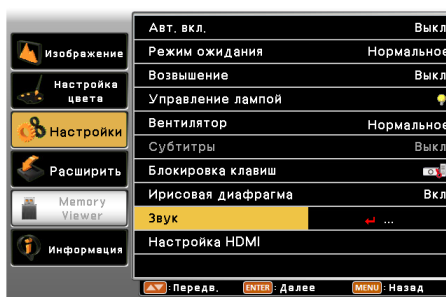 Изображение
Настройка
цвета
Настройки
Расширить
Memory
Viewer
Информация
Авт. вкл. Выкл
Режим ожидания Нормальное
Возвышение Выкл
Управление лампой
Вентилятор Нормальное
Субтитры Выкл
Блокировка клавиш
Ирисовая диафрагма Вкл
Звук ...
Настройка HDMI
: Передв. ENTER : Далее MENU : Назад